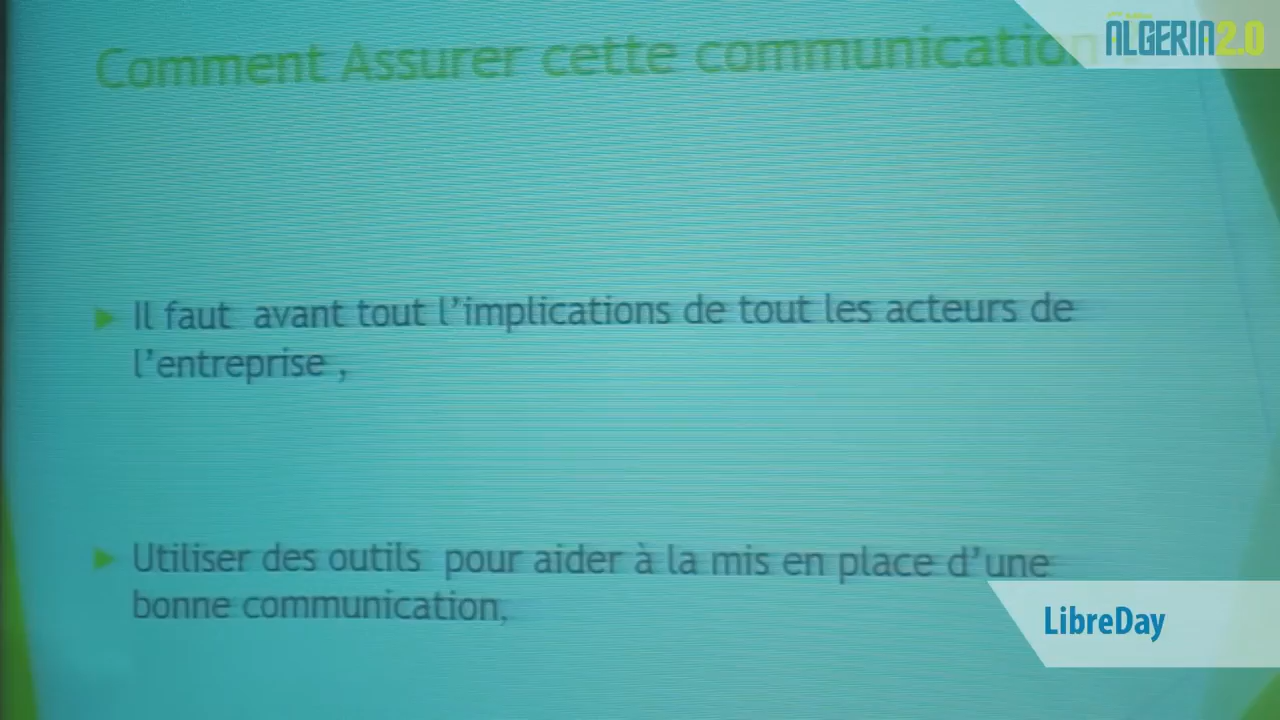 Comment Assurer cette communication
ALGERIA2.0
Il faut avant tout l’implications de tout les acteurs de
l’entreprise ,
Utiliser des outils pour aider à la mis en place d’une
bonne communication,
LibreDay